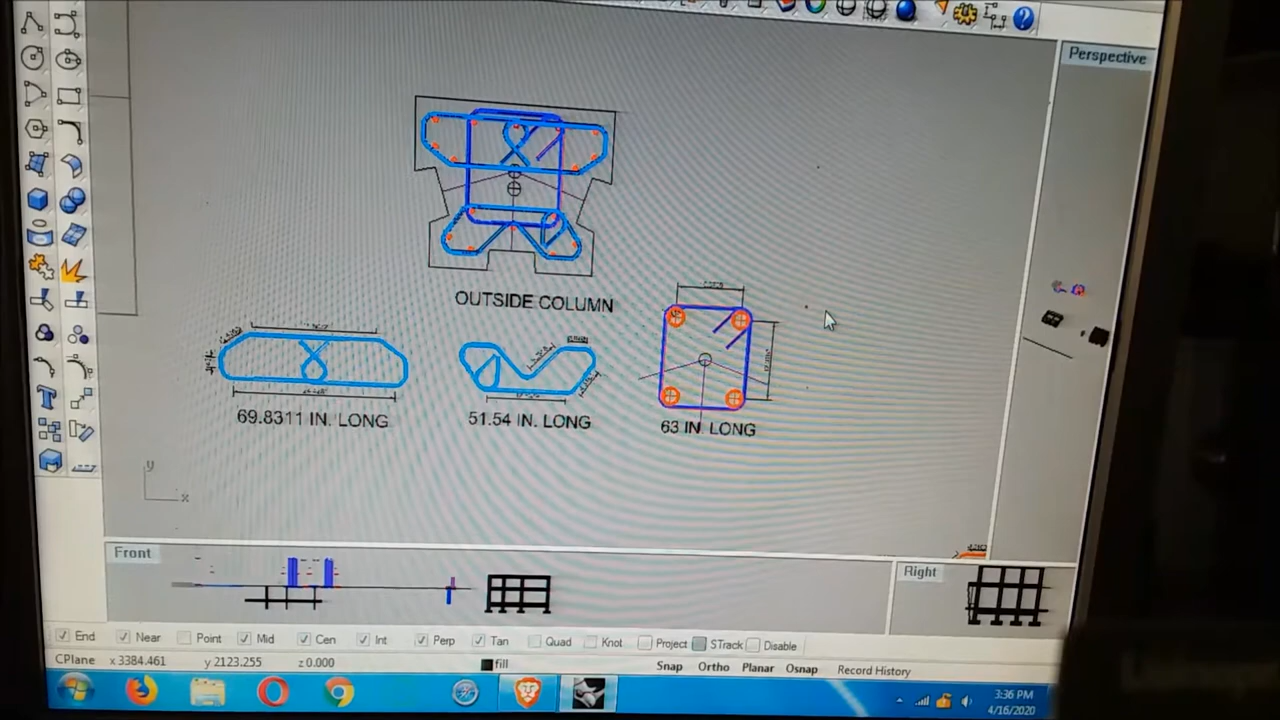 Perspective
OUTSIDE COLUMN
69.8311 IN. LONG
51.54 IN. LONG
63 IN LONG
y
x
Front
Right
End Near Point Mid Cen Int Perp Tan Quad Knot Project STrack Disable
CPlane x 3384.461 y 2123.255 z 0.000 fill Snap Ortho Planar Osnap Record History
3:36 PM
4/16/2020